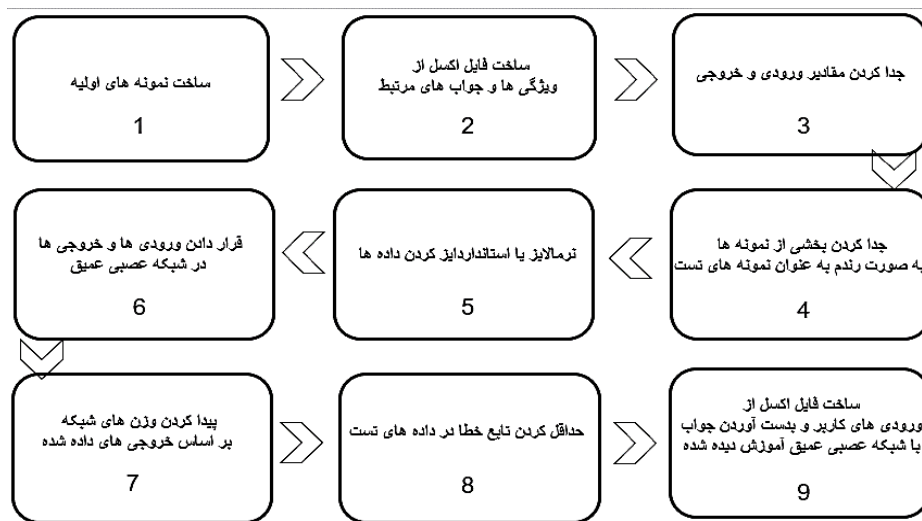 ساخت نمونه های اولیه
1
ساخت فایل اکسل از
ویژگی ها و جواب های مرتبط
2
جدا کردن مقادیر ورودی و خروجی
3
جدا کردن بخشی از نمونه ها
به صورت رندم به عنوان نمونه های تست
4
نرمالایز یا استانداردایز کردن داده ها
5
قرار دادن ورودی ها و خروجی ها
در شبکه عصبی عمیق
6
پیدا کردن وزن های شبکه
بر اساس خروجی های داده شده
7
حداقل کردن تابع خطا در داده های تست
8
ساخت فایل اکسل از
ورودی های کاربر و بدست آوردن جواب
با شبکه عصبی عمیق آموزش دیده شده
9